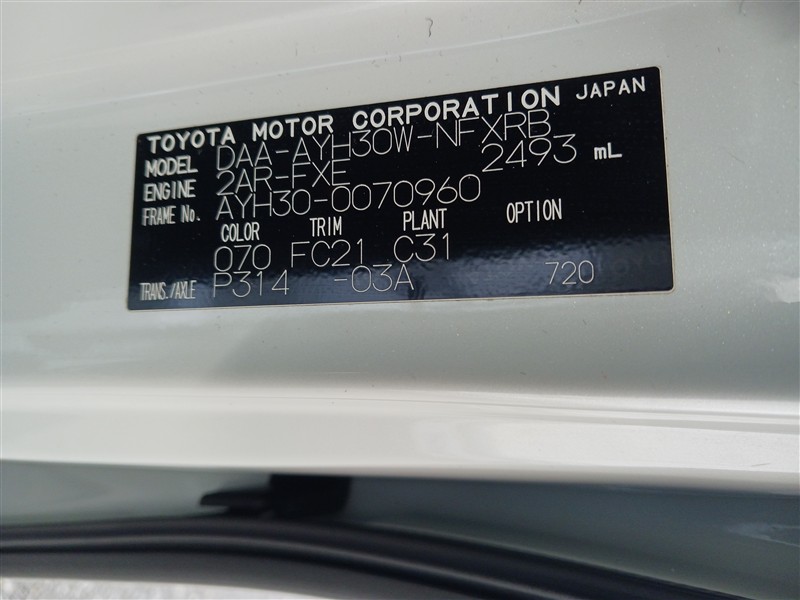 TOYOTA MOTOR CORPORATION JAPAN
MODEL DAA-AYH30W-NFXRB
ENGINE 2AR-FXE 2493 mL
FRAME No. AYH30-0070960
COLOR TRIM PLANT OPTION
070 FC21 C31
TRANS./AXLE P314 -03A 720